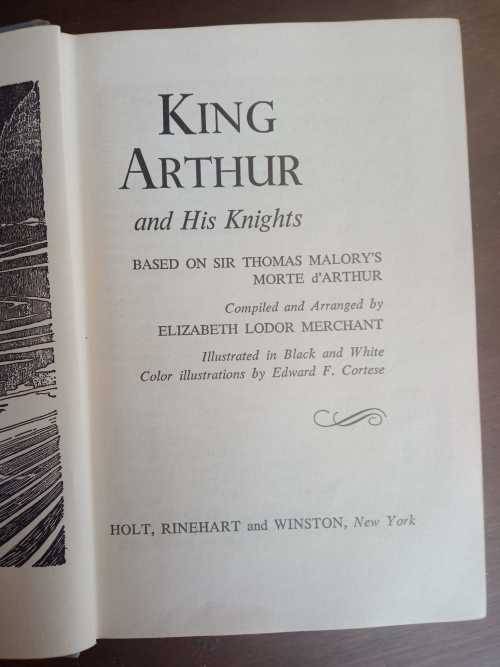 KING
ARTHUR
and His Knights
BASED ON SIR THOMAS MALORY'S
MORTE d'ARTHUR
Compiled and Arranged by
ELIZABETH LODOR MERCHANT
Illustrated in Black and White
Color illustrations by Edward F. Cortese
HOLT, RINEHART and WINSTON, New York